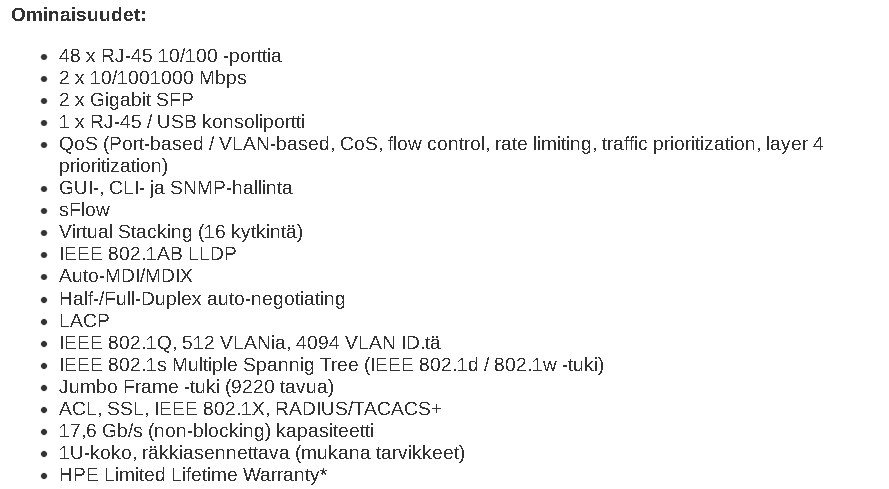 Ominaisuudet:
• 48 x RJ-45 10/100 -porttia
• 2 x 10/1001000 Mbps
• 2 x Gigabit SFP
• 1 x RJ-45 / USB konsoliportti
• QoS (Port-based / VLAN-based, CoS, flow control, rate limiting, traffic prioritization, layer 4
prioritization)
• GUI-, CLI- ja SNMP-hallinta
• sFlow
• Virtual Stacking (16 kytkintä)
• IEEE 802.1AB LLDP
• Auto-MDI/MDIX
• Half-/Full-Duplex auto-negotiating
• LACP
• IEEE 802.1Q, 512 VLANia, 4094 VLAN ID.tä
• IEEE 802.1s Multiple Spannig Tree (IEEE 802.1d / 802.1w -tuki)
• Jumbo Frame -tuki (9220 tavua)
• ACL, SSL, IEEE 802.1X, RADIUS/TACACS+
• 17,6 Gb/s (non-blocking) kapasiteetti
• 1U-koko, räkkiasennettava (mukana tarvikkeet)
• HPE Limited Lifetime Warranty*